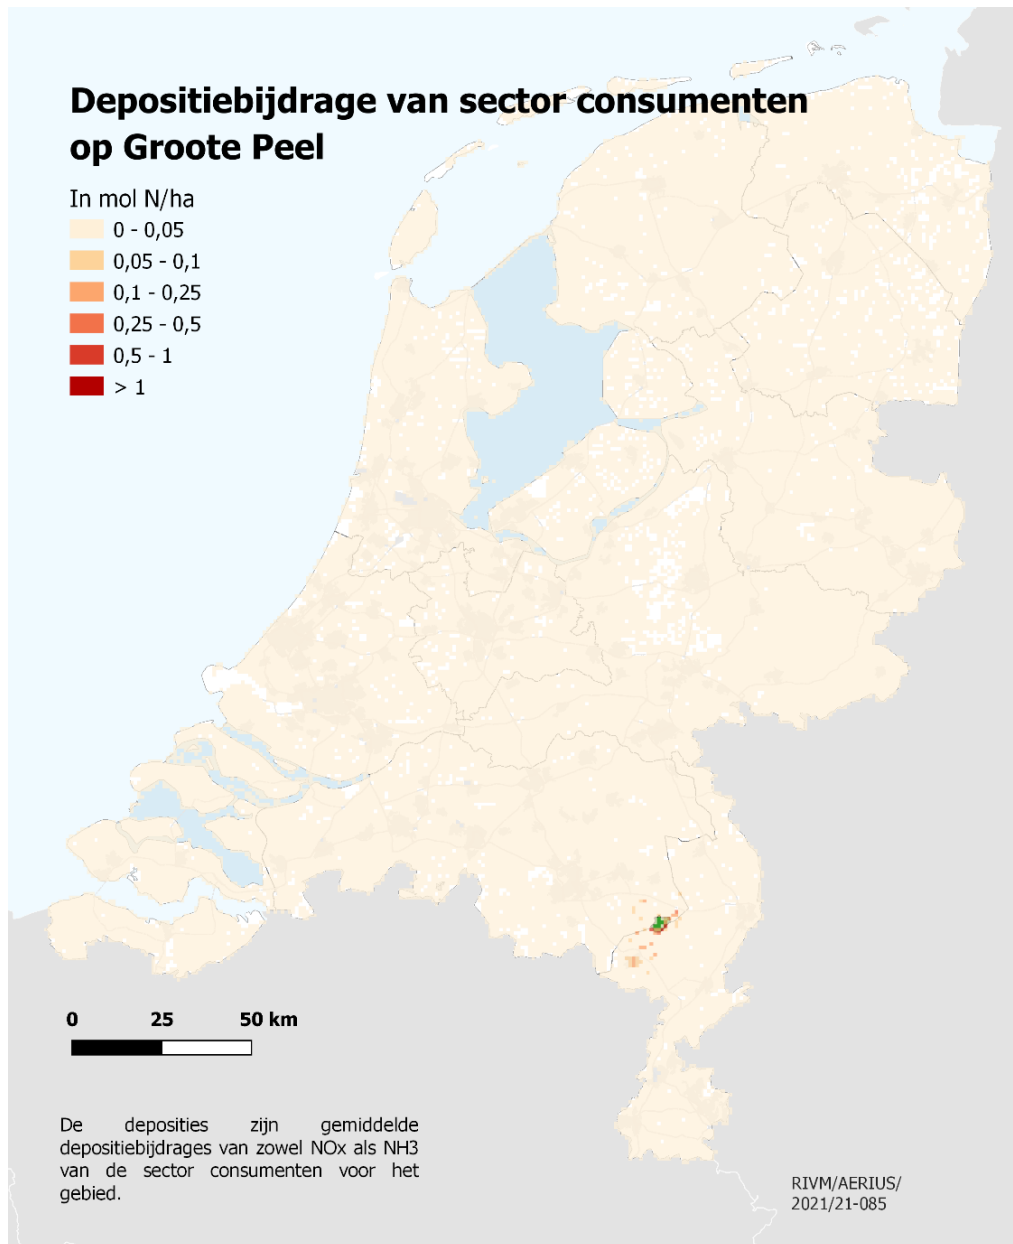 Depositiebijdrage van sector consumenten
op Groote Peel
In mol N/ha
0 - 0,05
0,05 - 0,1
0,1 - 0,25
0,25 - 0,5
0,5 - 1
> 1
0 25 50 km
De deposities zijn gemiddelde
depositiebijdrages van zowel NOx als NH3
van de sector consumenten voor het
gebied.
RIVM/AERIUS/
2021/21-085